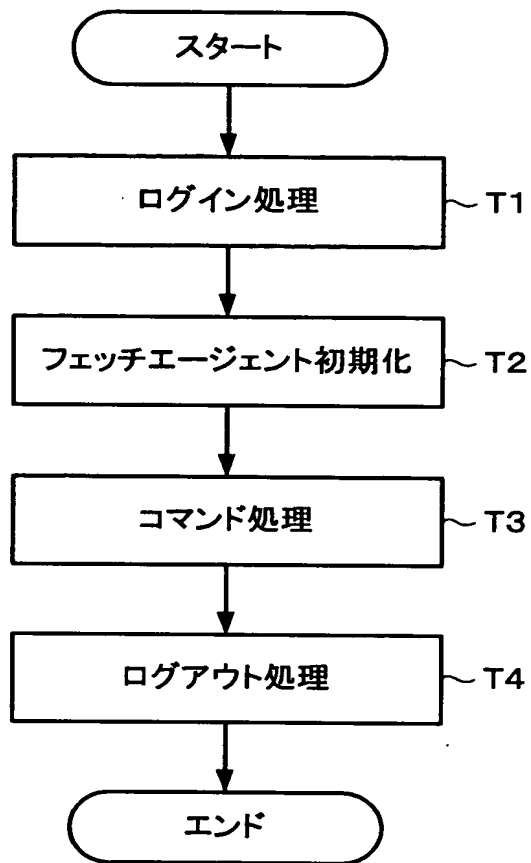 スタート
ログイン処理 T1
フェッチエージェント初期化 T2
コマンド処理 T3
ログアウト処理 T4
エンド